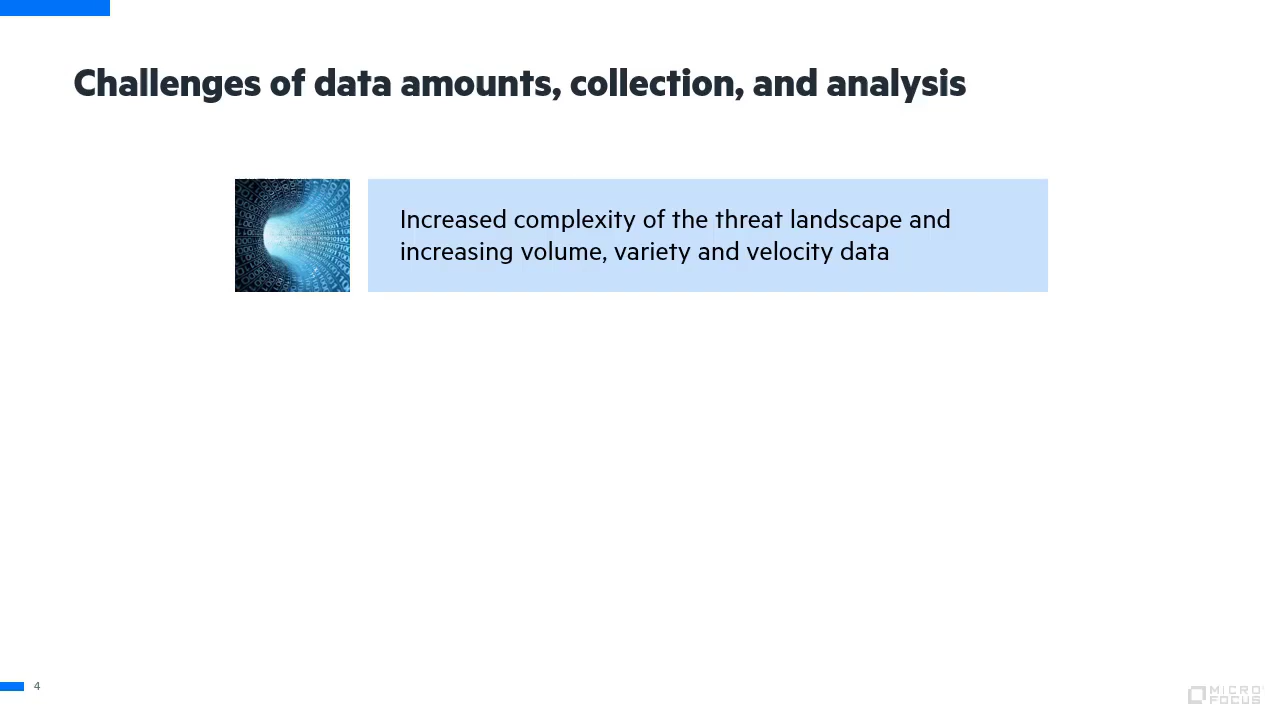 Challenges of data amounts, collection, and analysis
Increased complexity of the threat landscape and
increasing volume, variety and velocity data
4
MICRO
FOCUS